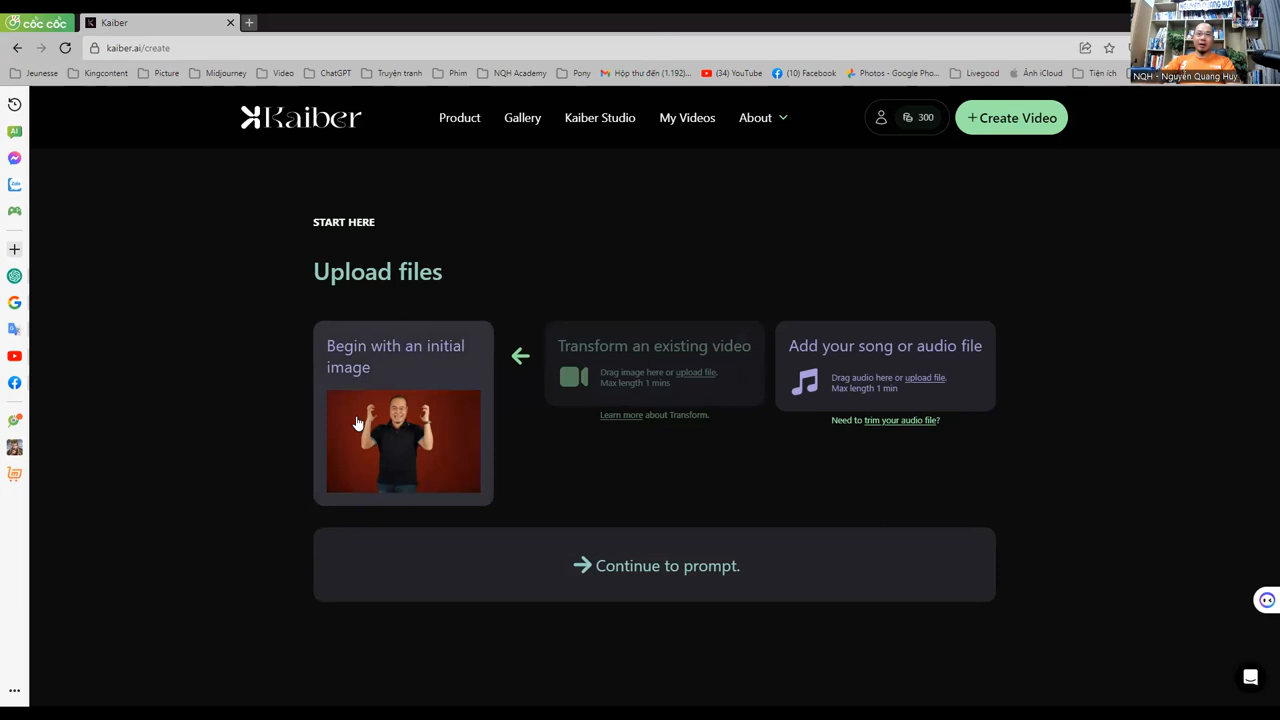 cốc cốc
Kaiber
kaiber.ai/create
Jeunesse
Kingcontent
Picture
Midjourney
Video
ChatGPT
Truyện tranh
Phim
NQH Academy
Pony
Hộp thư đến (1.192)...
(34) YouTube
(10) Facebook
Photos - Google Pho...
Livegood
Ảnh iCloud
Tiện ích
NGUYỄN QUANG HUY
NQH - Nguyễn Quang Huy
AI
Zalo
Kaiber
Product
Gallery
Kaiber Studio
My Videos
About
300
+ Create Video
START HERE
Upload files
Begin with an initial
image
Transform an existing video
Drag image here or upload file.
Max length 1 mins
Learn more about Transform.
Add your song or audio file
Drag audio here or upload file.
Max length 1 min
Need to trim your audio file?
Continue to prompt.